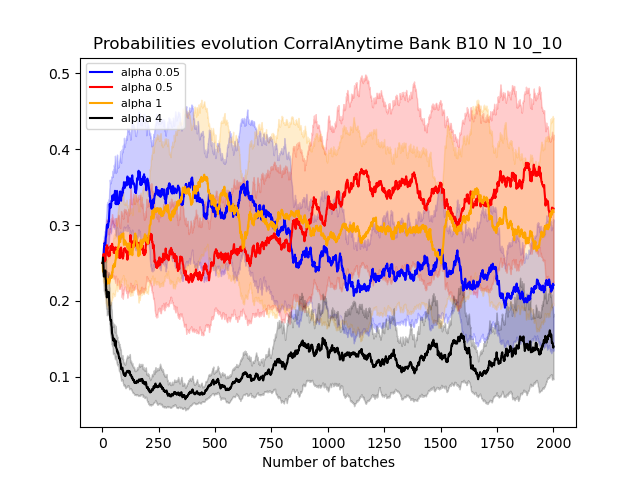 Probabilities evolution CorralAnytime Bank B10 N 10_10
alpha 0.05
alpha 0.5
alpha 1
alpha 4
0.5
0.4
0.3
0.2
0.1
0 250 500 750 1000 1250 1500 1750 2000
Number of batches